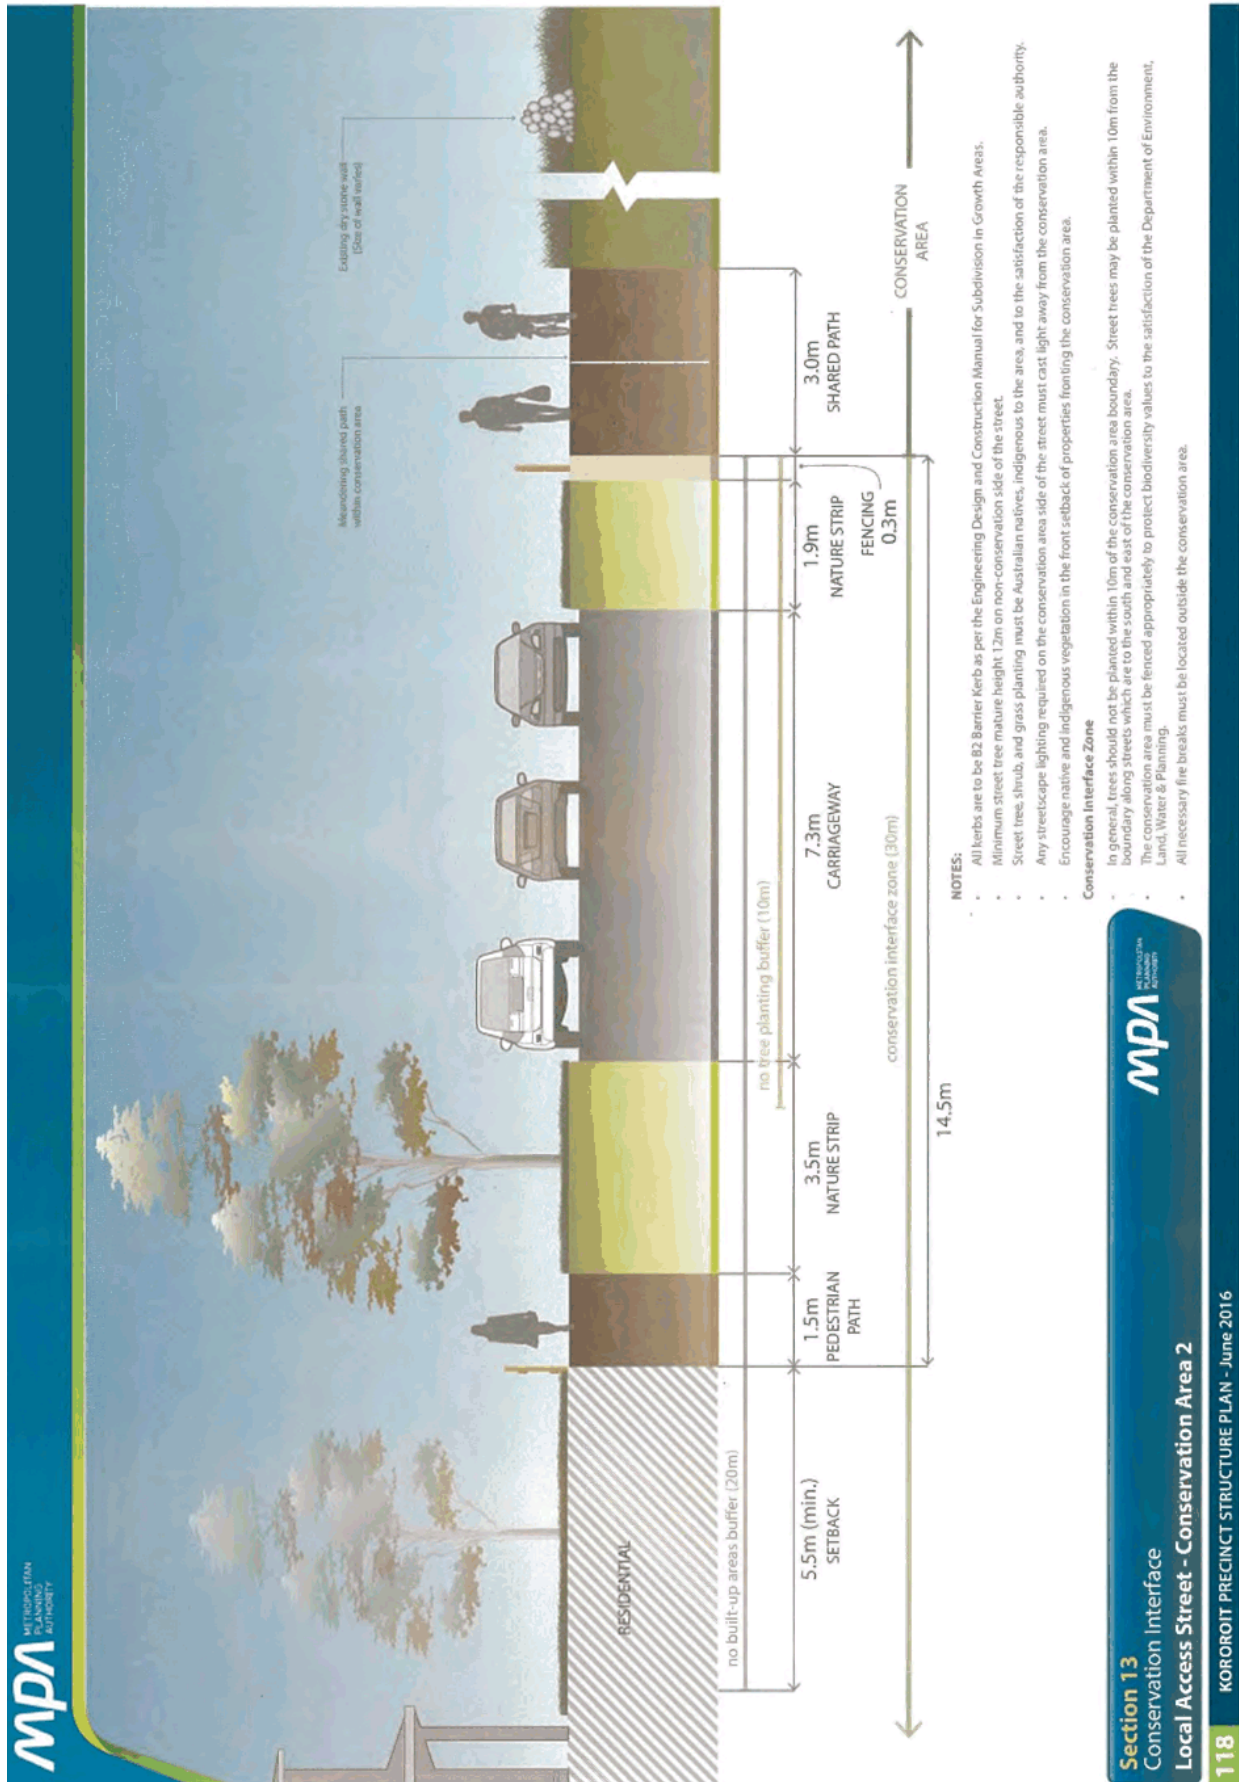 mpa
METROPOLITAN
PLANNING
AUTHORITY
Existing dry stone wall
(Size of wall varies)
Meandering shared path
within conservation area
RESIDENTIAL
no built-up areas buffer (20m)
5.5m (min.)
SETBACK
1.5m
PEDESTRIAN
PATH
3.5m
NATURE STRIP
7.3m
CARRIAGEWAY
1.9m
NATURE STRIP
FENCING
0.3m
3.0m
SHARED PATH
no tree planting buffer (10m)
conservation interface zone (30m)
CONSERVATION
AREA
14.5m
NOTES:
• All kerbs are to be B2 Barrier Kerb as per the Engineering Design and Construction Manual for Subdivision in Growth Areas.
• Minimum street tree mature height 12m on non-conservation side of the street.
• Street tree, shrub, and grass planting must be Australian natives, indigenous to the area, and to the satisfaction of the responsible authority.
• Any streetscape lighting required on the conservation area side of the street must cast light away from the conservation area.
• Encourage native and indigenous vegetation in the front setback of properties fronting the conservation area.
Conservation Interface Zone
• In general, trees should not be planted within 10m of the conservation area boundary. Street trees may be planted within 10m from the
boundary along streets which are to the south and east of the conservation area.
• The conservation area must be fenced appropriately to protect biodiversity values to the satisfaction of the Department of Environment,
Land, Water & Planning.
• All necessary fire breaks must be located outside the conservation area.
Section 13
Conservation Interface
Local Access Street - Conservation Area 2
mpa
METROPOLITAN
PLANNING
AUTHORITY
118 KOROROIT PRECINCT STRUCTURE PLAN - June 2016